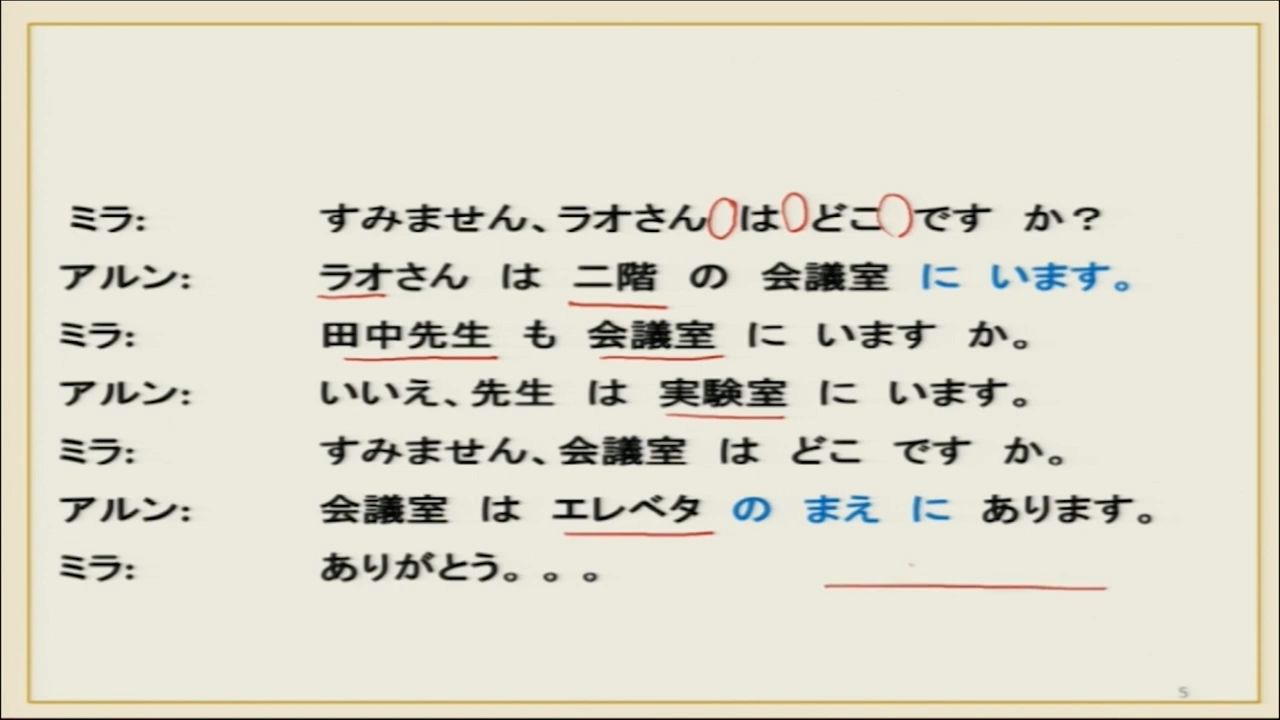 ミラ: すみません、ラオさん は どこ です か？
アルン: ラオさん は 二階 の 会議室 に います。
ミラ: 田中先生 も 会議室 に います か。
アルン: いいえ、先生 は 実験室 に います。
ミラ: すみません、会議室 は どこ です か。
アルン: 会議室 は エレベタ の まえ に あります。
ミラ: ありがとう。。。
5